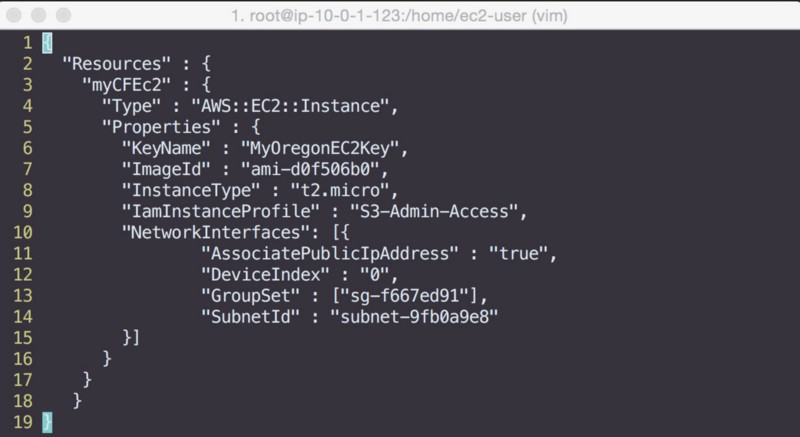 1. root@ip-10-0-1-123:/home/ec2-user (vim)
1 {
2   "Resources" : {
3     "myCFEc2" : {
4       "Type" : "AWS::EC2::Instance",
5       "Properties" : {
6         "KeyName" : "MyOregonEC2Key",
7         "ImageId" : "ami-d0f506b0",
8         "InstanceType" : "t2.micro",
9         "IamInstanceProfile" : "S3-Admin-Access",
10         "NetworkInterfaces": [{
11                 "AssociatePublicIpAddress" : "true",
12                 "DeviceIndex" : "0",
13                 "GroupSet" : ["sg-f667ed91"],
14                 "SubnetId" : "subnet-9fb0a9e8"
15         }]
16       }
17     }
18    }
19 }